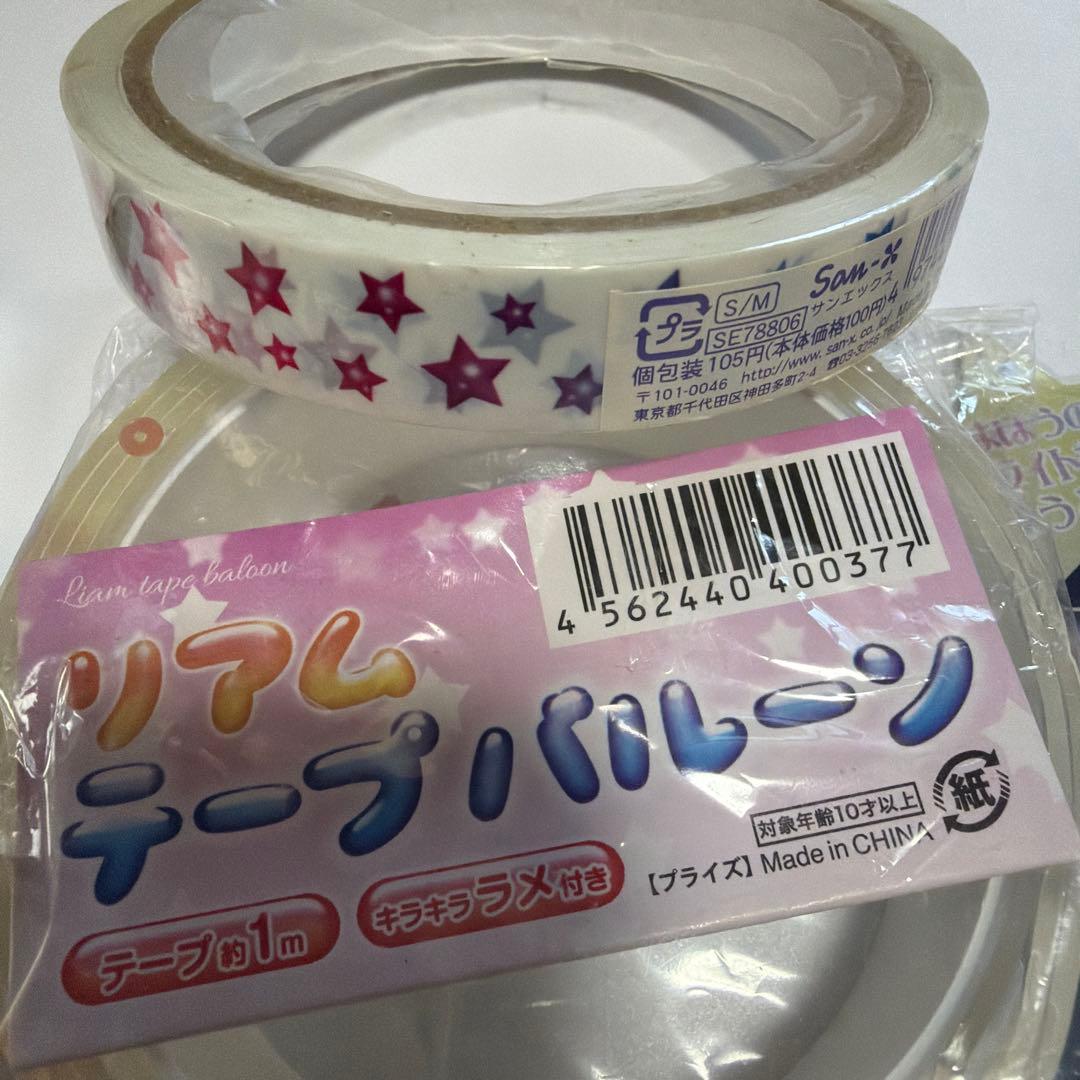 San-x
サンエックス
プラ
S/M
SE78806
個包装 105円(本体価格100円)
〒101-0046 http://www.san-x.co.jp/
東京都千代田区神田多町2-4
Liam tape baloon
4 562440 400377
リアム
テープバルーン
対象年齢10才以上
紙
【プライズ】Made in CHINA
テープ約1m
キラキララメ付き